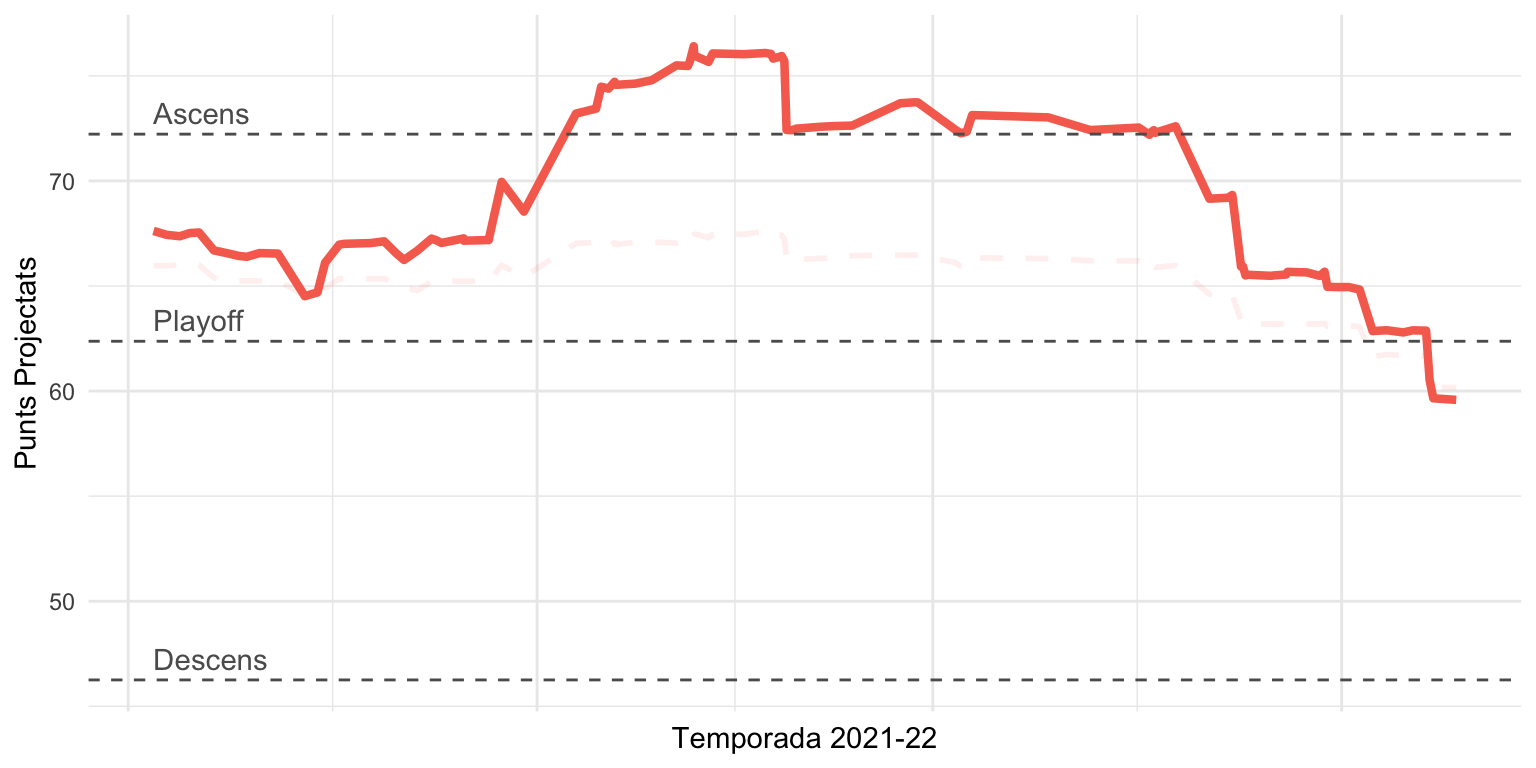 Ascens
70
Playoff
60
50
Descens
Punts Projectats
Temporada 2021-22